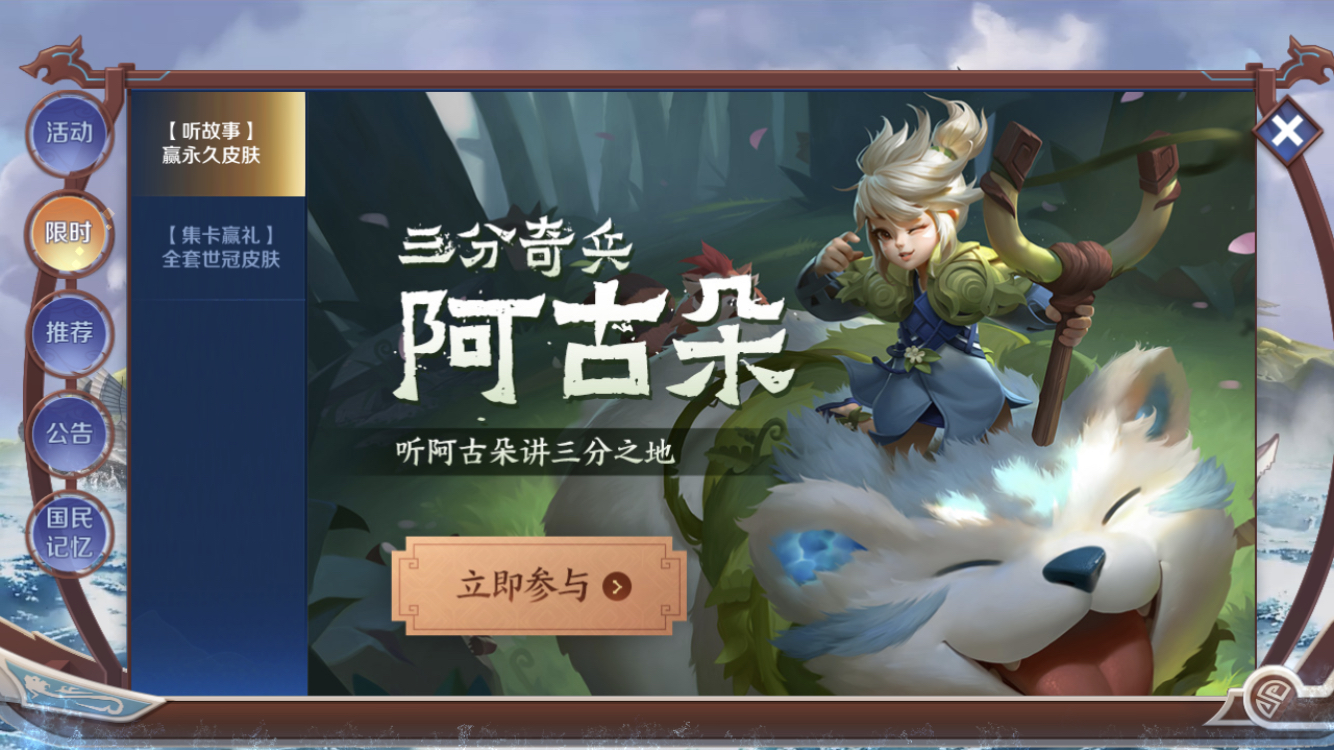 活动
限时
推荐
公告
国民
记忆
【听故事】
赢永久皮肤
【集卡赢礼】
全套世冠皮肤
三分奇兵
阿古朵
听阿古朵讲三分之地
立即参与